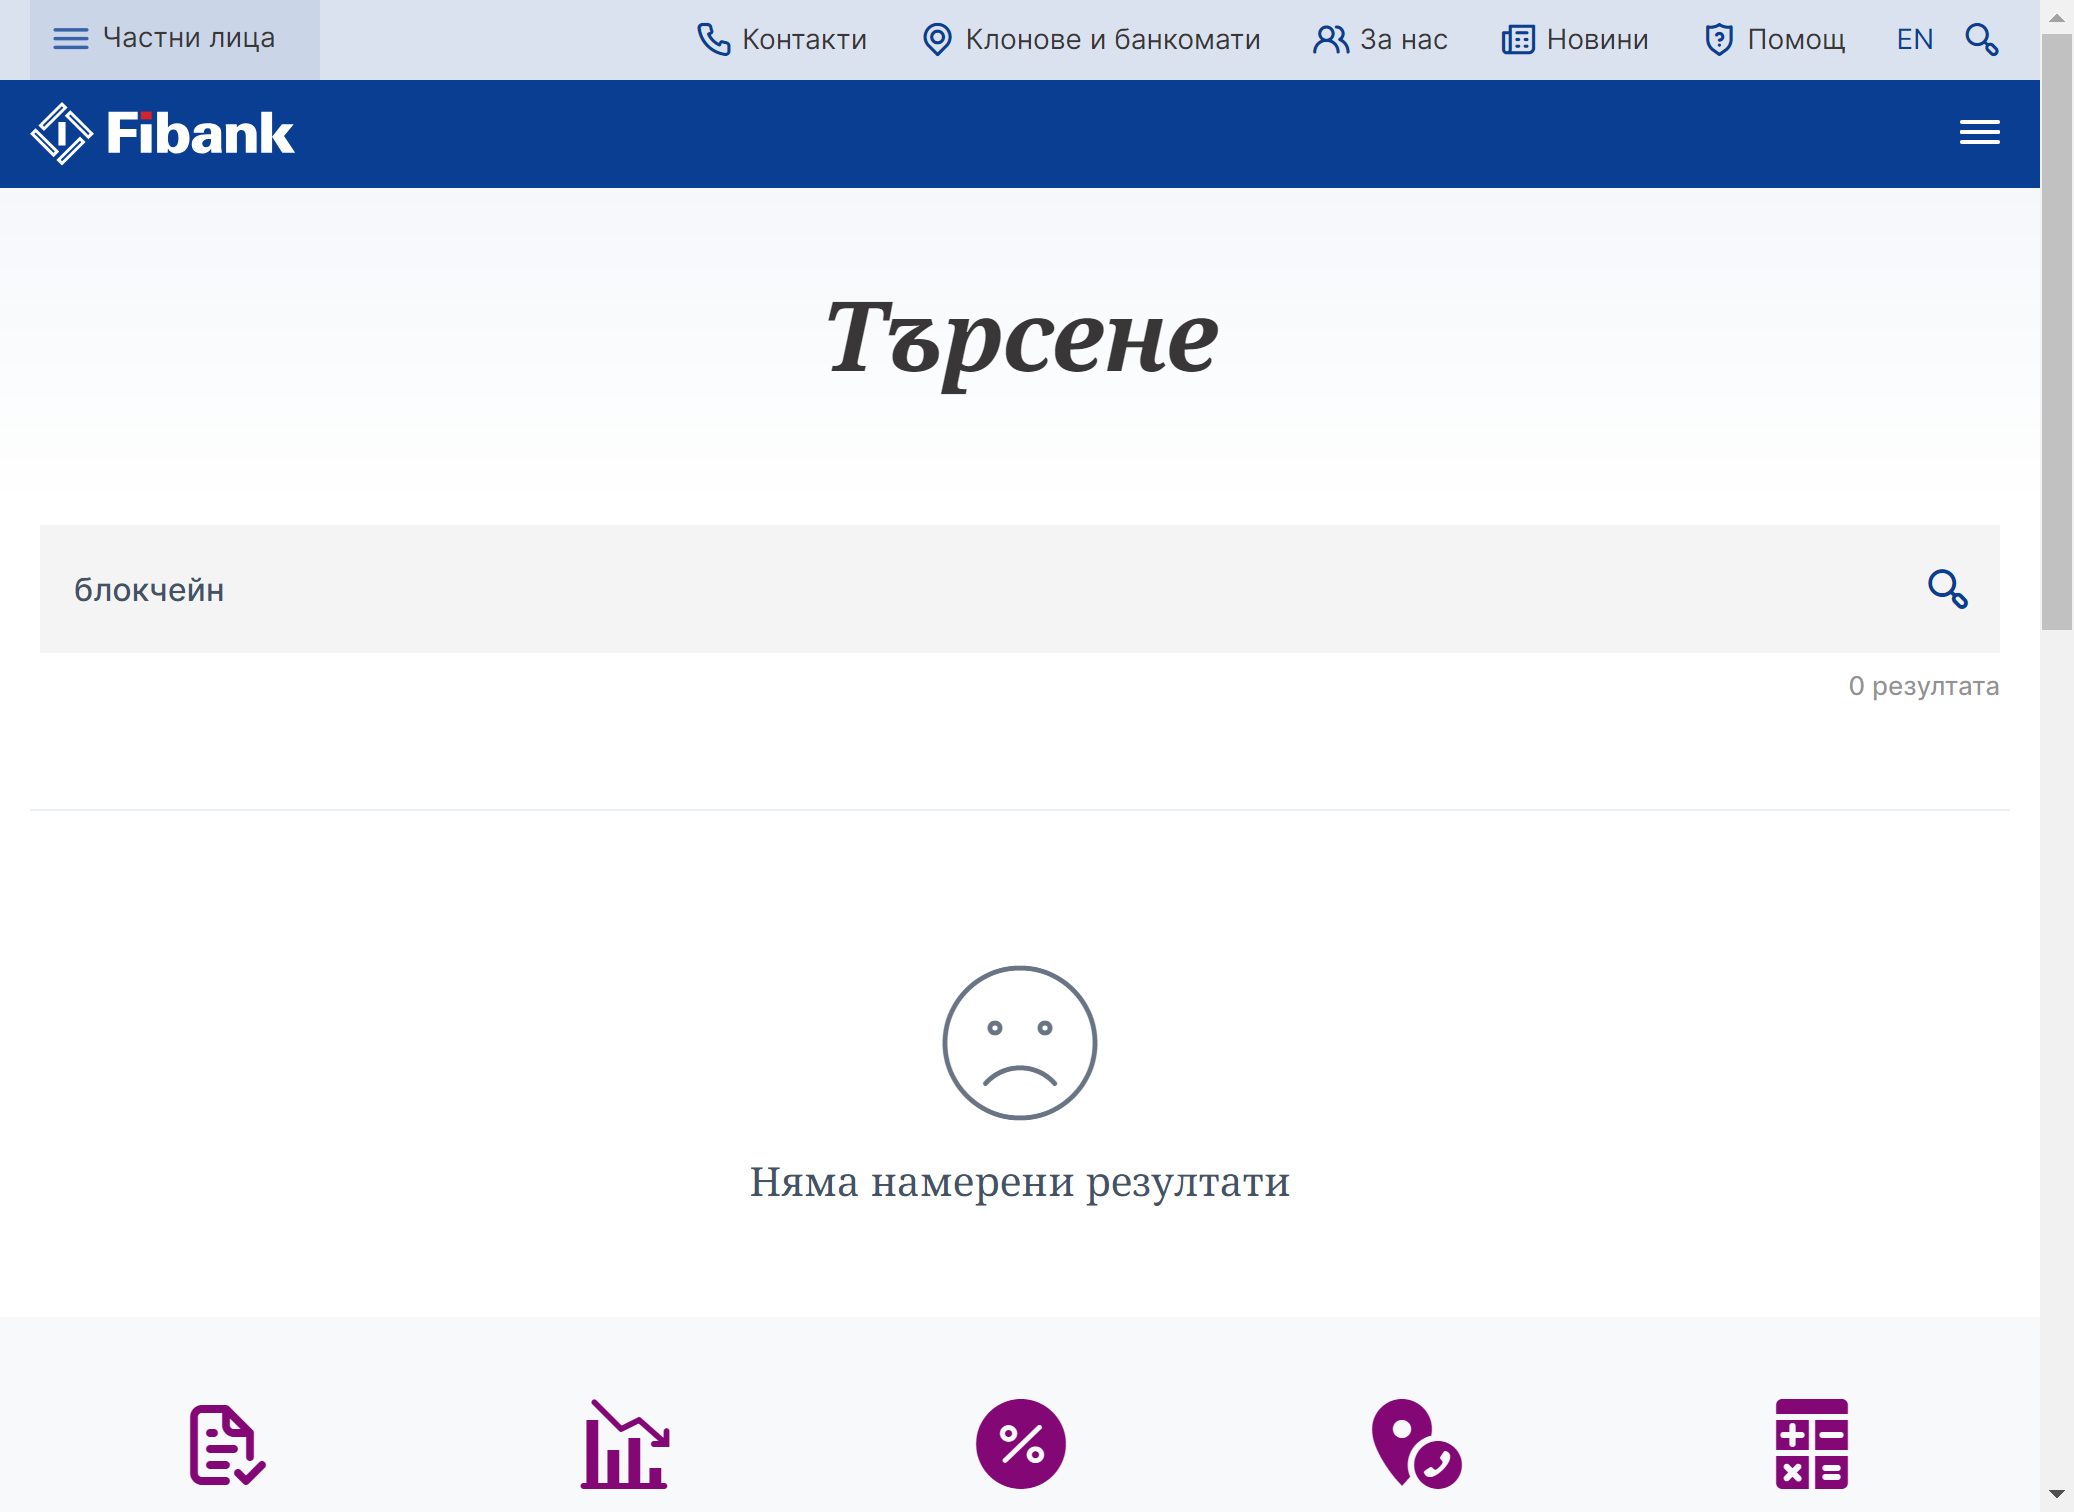 Частни лица
Контакти
Клонове и банкомати
За нас
Новини
Помощ
EN
Fibank
Търсене
блокчейн
0 резултата
Няма намерени резултати